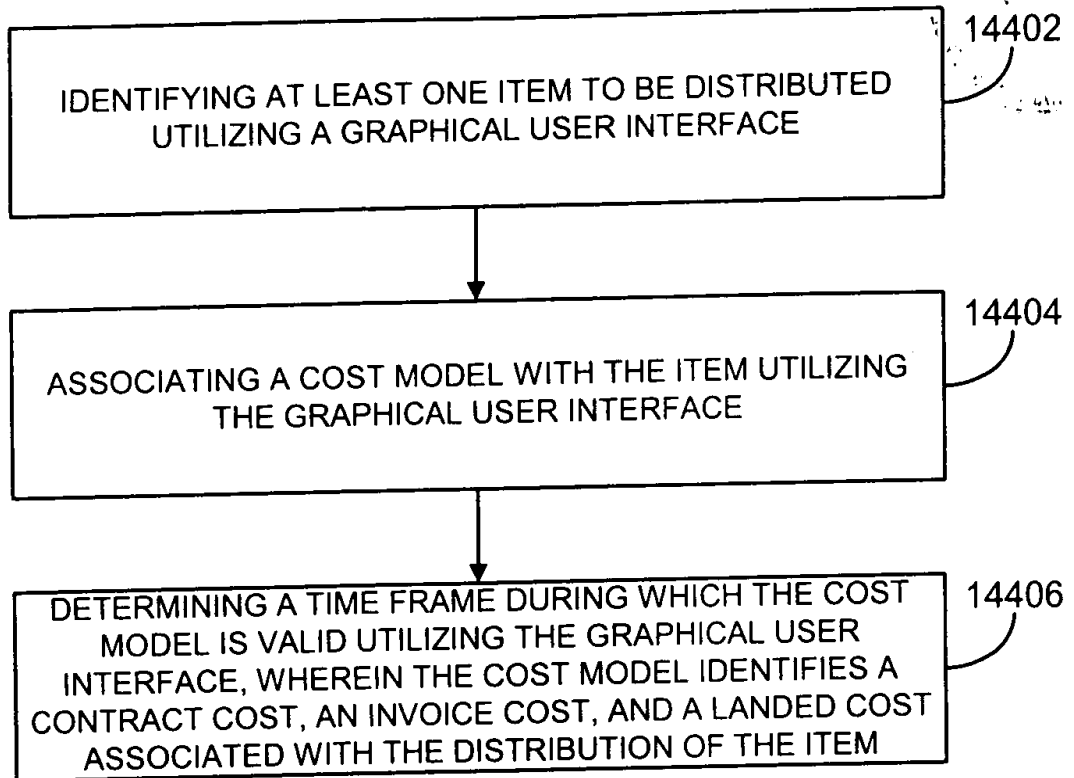 14402
IDENTIFYING AT LEAST ONE ITEM TO BE DISTRIBUTED
UTILIZING A GRAPHICAL USER INTERFACE
14404
ASSOCIATING A COST MODEL WITH THE ITEM UTILIZING
THE GRAPHICAL USER INTERFACE
14406
DETERMINING A TIME FRAME DURING WHICH THE COST
MODEL IS VALID UTILIZING THE GRAPHICAL USER
INTERFACE, WHEREIN THE COST MODEL IDENTIFIES A
CONTRACT COST, AN INVOICE COST, AND A LANDED COST
ASSOCIATED WITH THE DISTRIBUTION OF THE ITEM